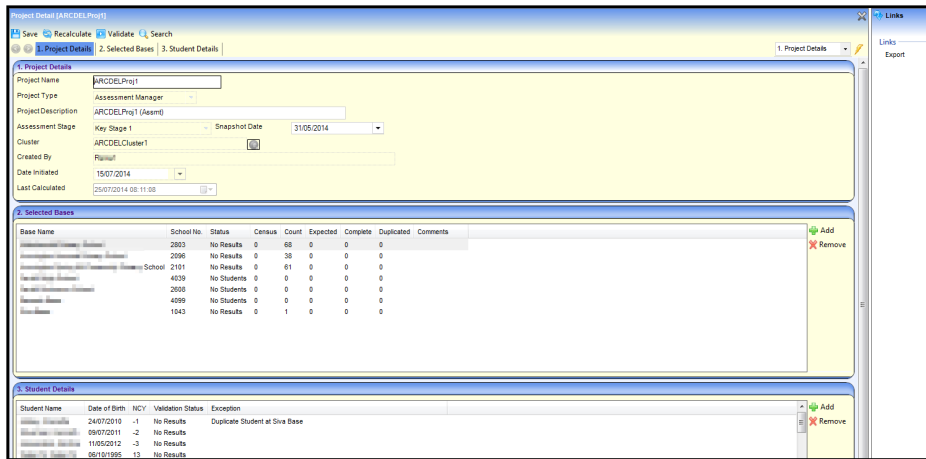 Project Detail [ARCDELProj1]
Links
Save Recalculate Validate Search
1. Project Details 2. Selected Bases 3. Student Details 1. Project Details
Links
Export
1. Project Details
Project Name ARCDELProj1
Project Type Assessment Manager
Project Description ARCDELProj1 (Assmt)
Assessment Stage Key Stage 1 Snapshot Date 31/05/2014
Cluster ARCDELCluster1
Created By
Date Initiated 15/07/2014
Last Calculated 25/07/2014 08:11:08
2. Selected Bases
Base Name School No. Status Census Count Expected Complete Duplicated Comments Add
2803 No Results 0 68 0 0 0 Remove
2096 No Results 0 38 0 0 0
School 2101 No Results 0 61 0 0 0
4039 No Students 0 0 0 0 0
2608 No Students 0 0 0 0 0
4099 No Students 0 0 0 0 0
1043 No Results 0 1 0 0 0
3. Student Details
Student Name Date of Birth NCY Validation Status Exception Add
24/07/2010 -1 No Results Duplicate Student at Siva Base Remove
09/07/2011 -2 No Results
11/05/2012 -3 No Results
06/10/1995 13 No Results